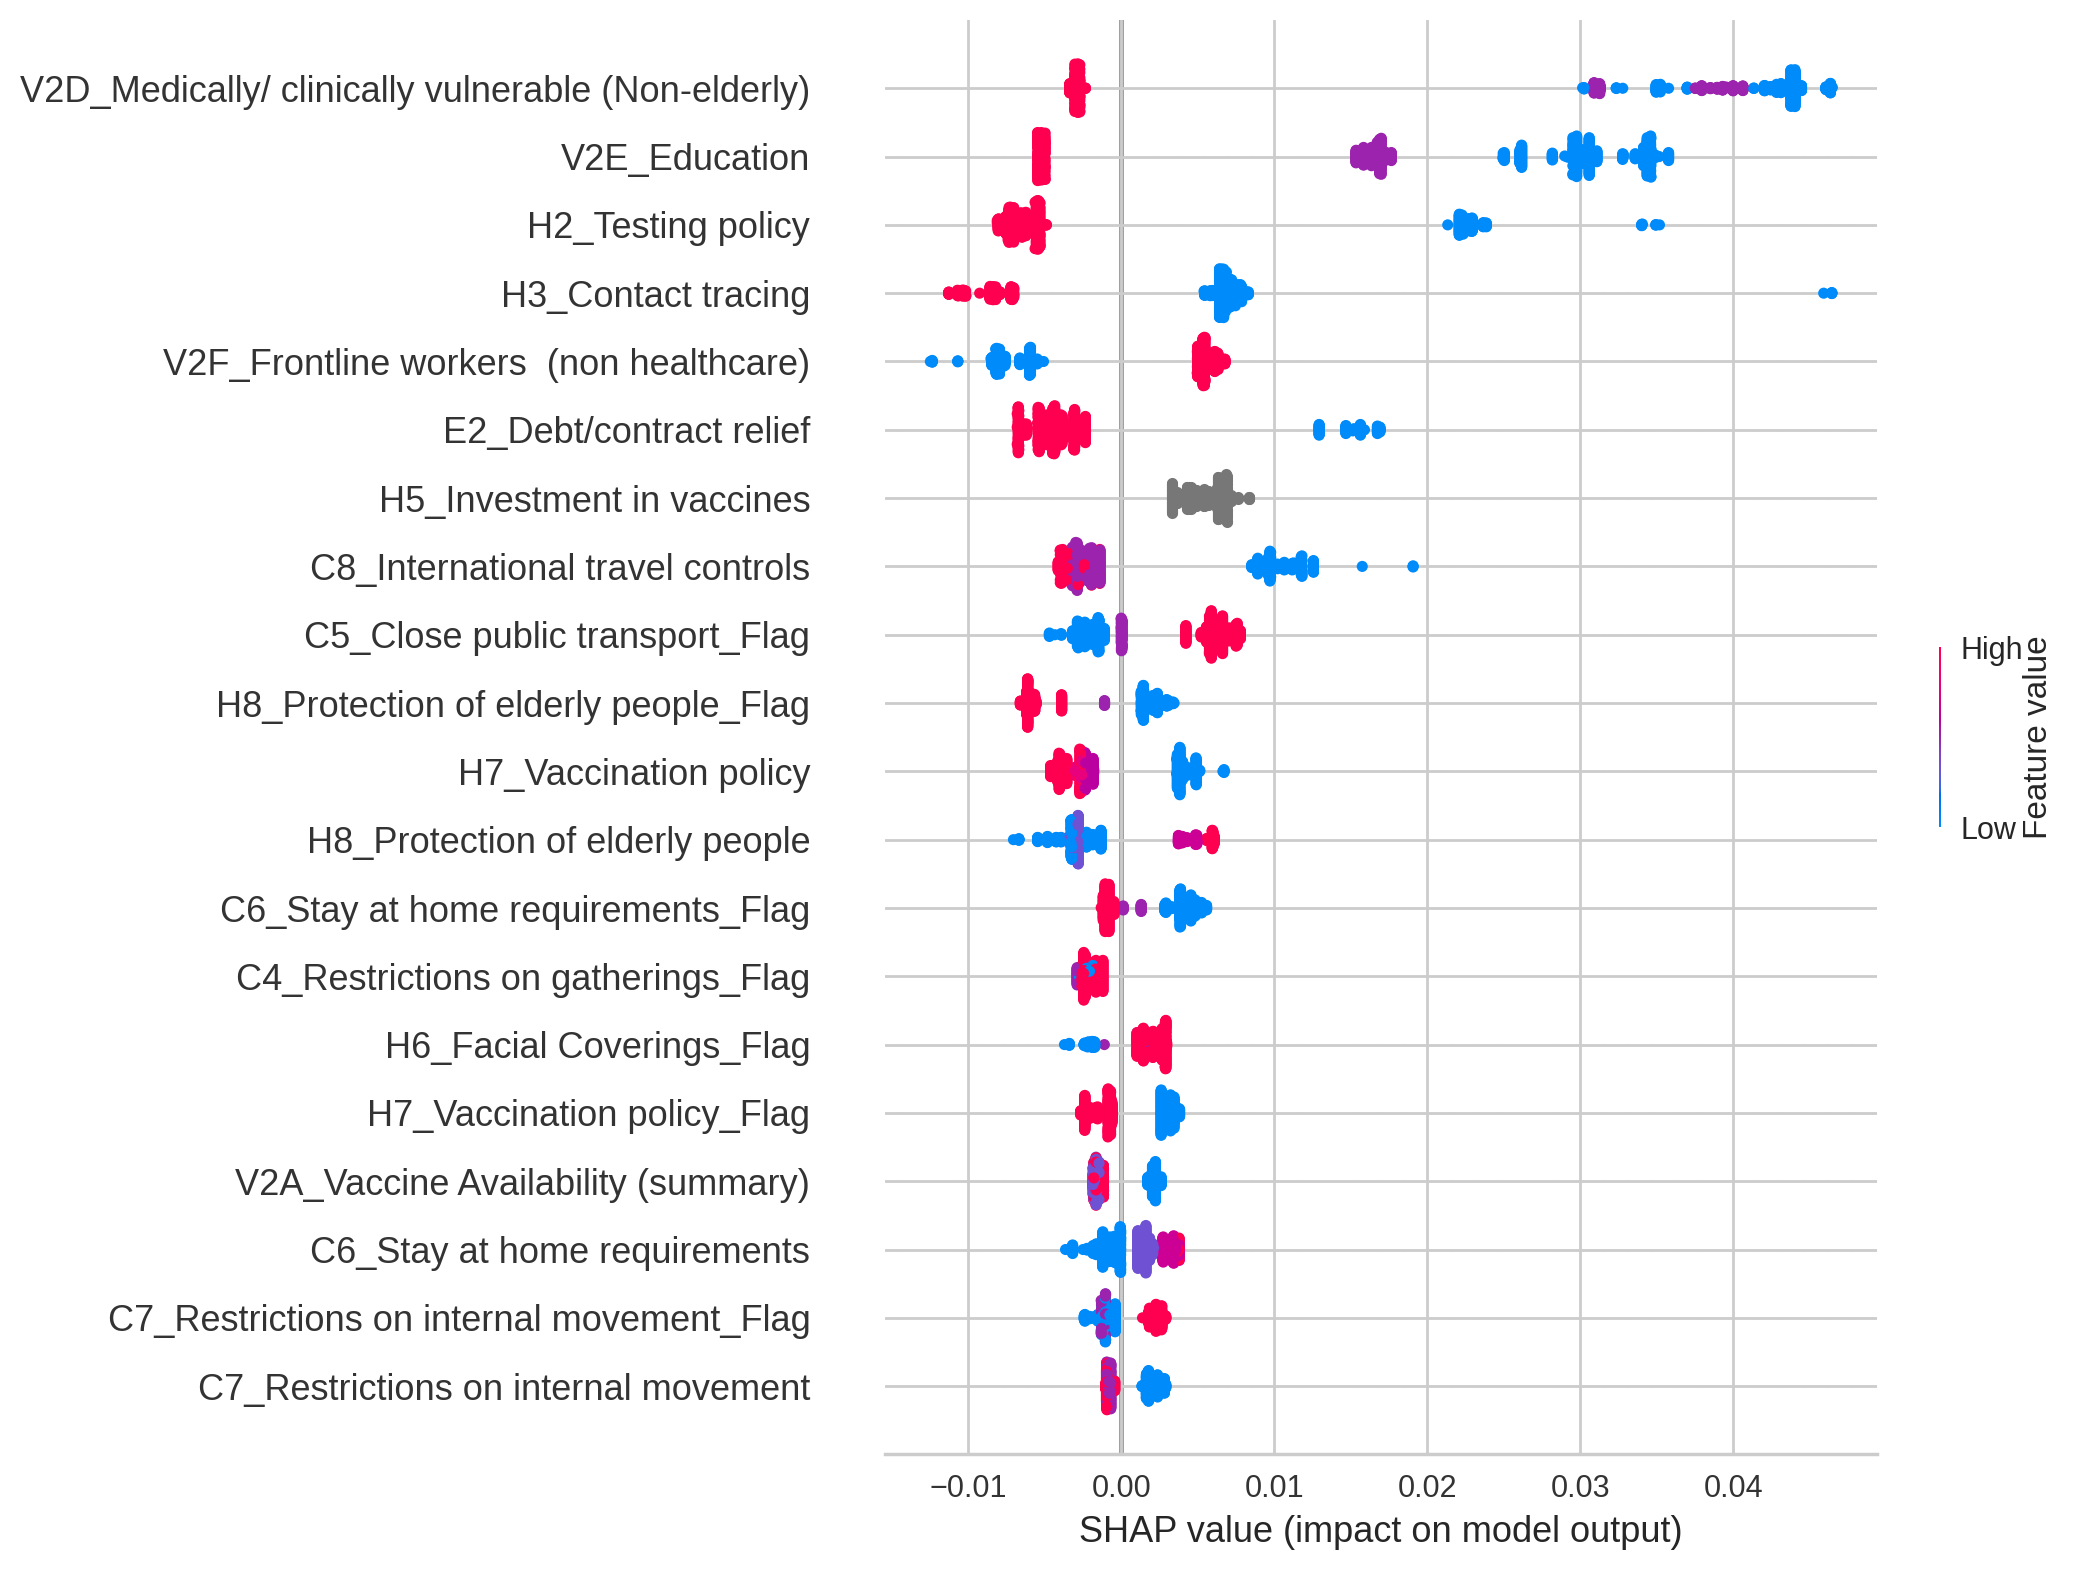 V2D_Medically/ clinically vulnerable (Non-elderly)
V2E_Education
H2_Testing policy
H3_Contact tracing
V2F_Frontline workers  (non healthcare)
E2_Debt/contract relief
H5_Investment in vaccines
C8_International travel controls
C5_Close public transport_Flag
H8_Protection of elderly people_Flag
H7_Vaccination policy
H8_Protection of elderly people
C6_Stay at home requirements_Flag
C4_Restrictions on gatherings_Flag
H6_Facial Coverings_Flag
H7_Vaccination policy_Flag
V2A_Vaccine Availability (summary)
C6_Stay at home requirements
C7_Restrictions on internal movement_Flag
C7_Restrictions on internal movement
−0.01 0.00 0.01 0.02 0.03 0.04
SHAP value (impact on model output)
High
Low
Feature value